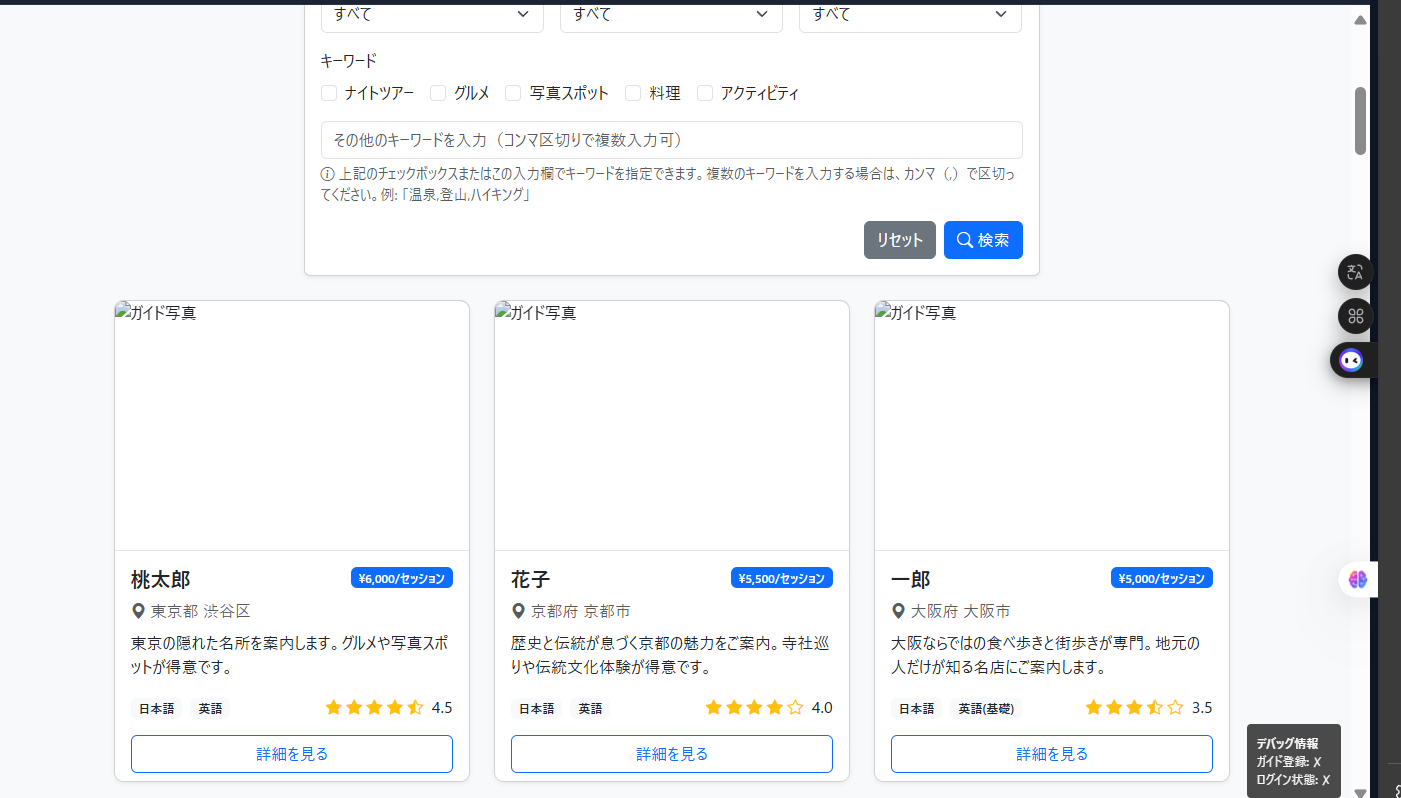 すべて すべて すべて
キーワード
ナイトツアー グルメ 写真スポット 料理 アクティビティ
その他のキーワードを入力（コンマ区切りで複数入力可）
上記のチェックボックスまたはこの入力欄でキーワードを指定できます。複数のキーワードを入力する場合は、カンマ（,）で区切っ
てください。例: 「温泉,登山,ハイキング」
リセット 検索
ガイド写真 ガイド写真 ガイド写真
桃太郎 ¥6,000/セッション
東京都 渋谷区
東京の隠れた名所を案内します。グルメや写真スポ
ットが得意です。
日本語 英語 4.5
詳細を見る
花子 ¥5,500/セッション
京都府 京都市
歴史と伝統が息づく京都の魅力をご案内。寺社巡
りや伝統文化体験が得意です。
日本語 英語 4.0
詳細を見る
一郎 ¥5,000/セッション
大阪府 大阪市
大阪ならではの食べ歩きと街歩きが専門。地元の
人だけが知る名店にご案内します。
日本語 英語(基礎) 3.5
詳細を見る
デバッグ情報
ガイド登録: ✗
ログイン状態: ✗